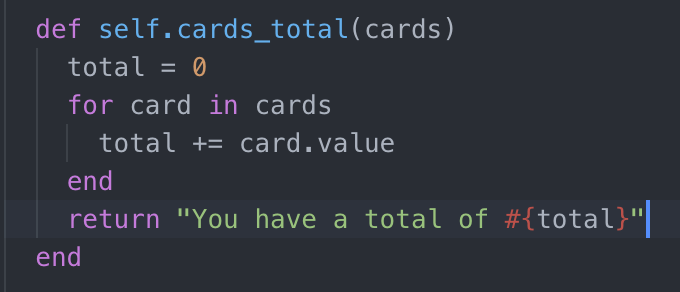 def self.cards_total(cards)
total = 0
for card in cards
total += card.value
end
return "You have a total of #{total}"
end